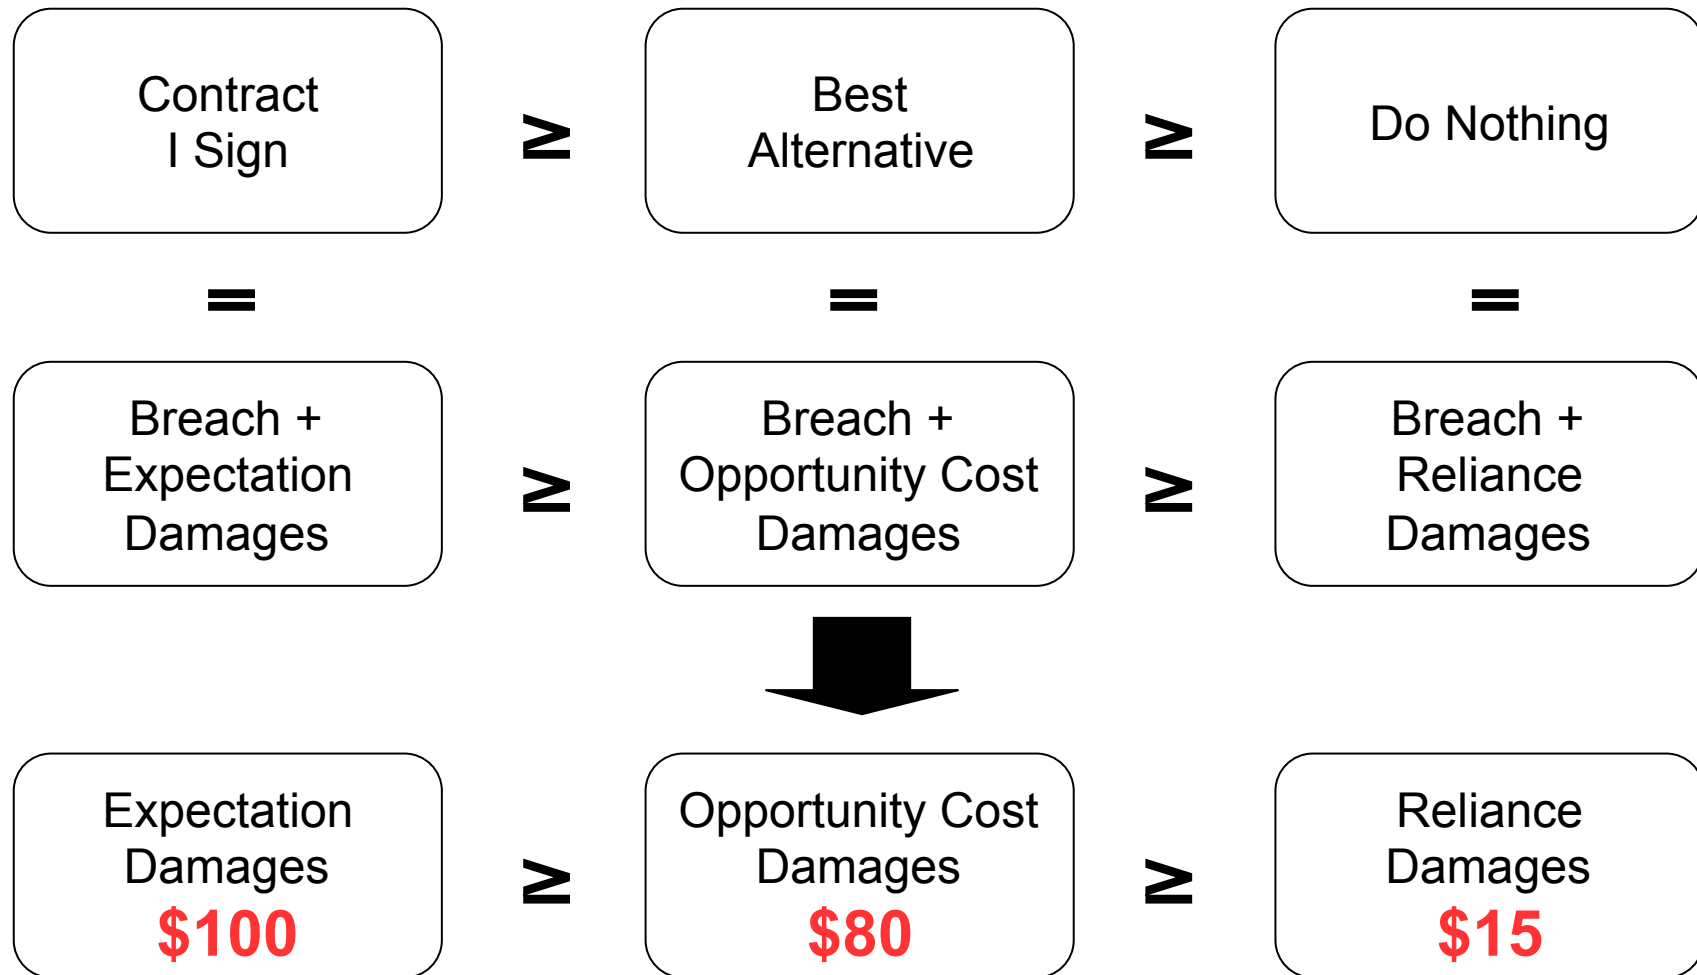 Contract
I Sign
≥
Best
Alternative
≥
Do Nothing
=
=
=
Breach +
Expectation
Damages
≥
Breach +
Opportunity Cost
Damages
≥
Breach +
Reliance
Damages
Expectation
Damages
$100
≥
Opportunity Cost
Damages
$80
≥
Reliance
Damages
$15